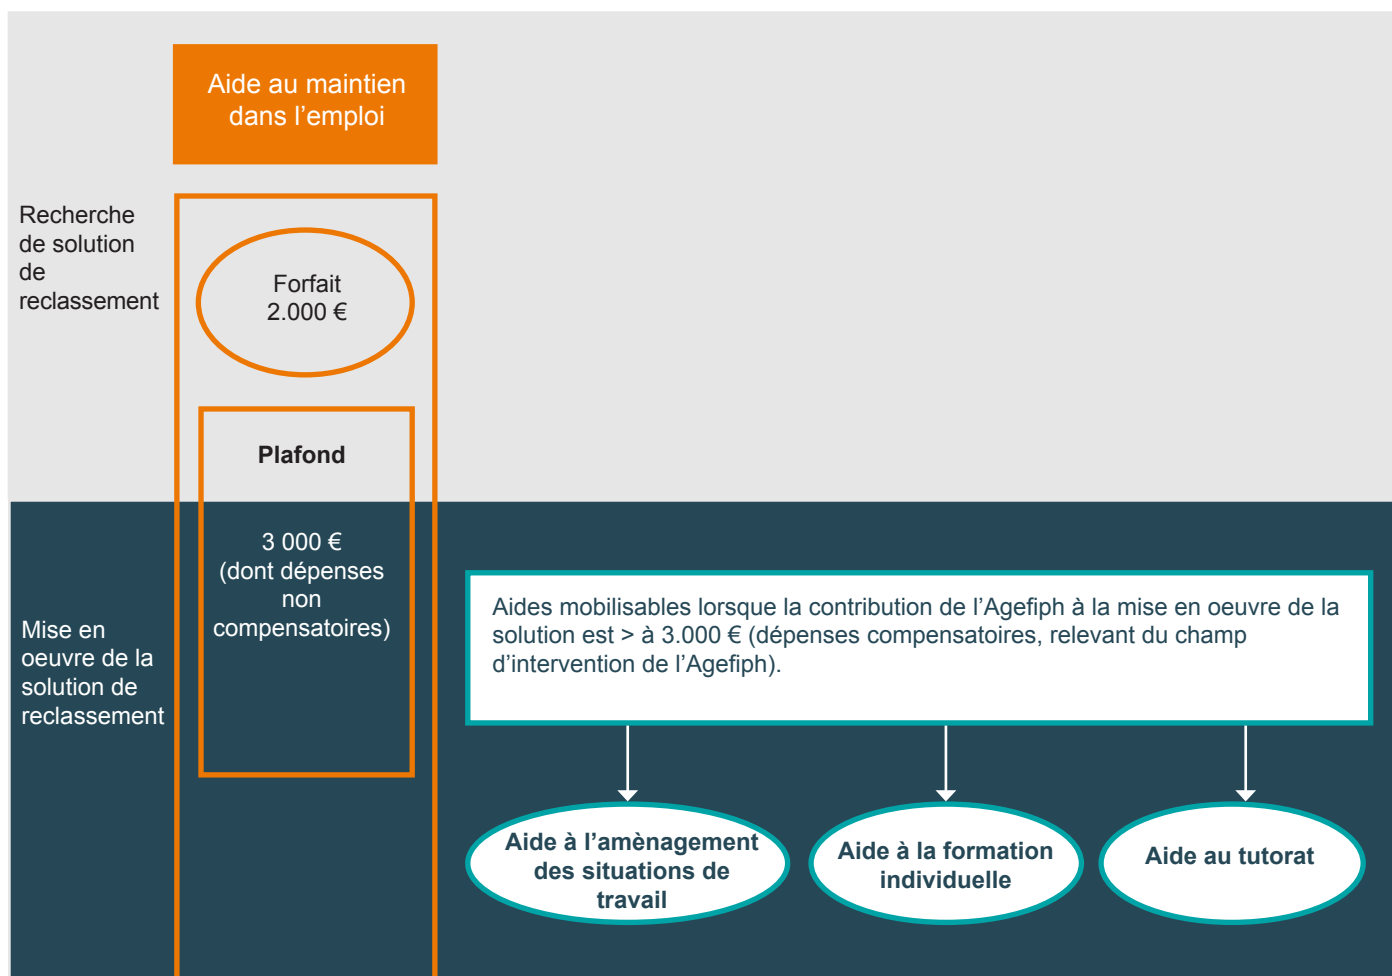 Aide au maintien
dans l'emploi
Recherche
de solution
de
reclassement
Forfait
2.000 €
Plafond
3 000 €
(dont dépenses
non
compensatoires)
Mise en
oeuvre de la
solution de
reclassement
Aides mobilisables lorsque la contribution de l'Agefiph à la mise en oeuvre de la
solution est > à 3.000 € (dépenses compensatoires, relevant du champ
d'intervention de l'Agefiph).
Aide à l'amènagement
des situations de
travail
Aide à la formation
individuelle
Aide au tutorat